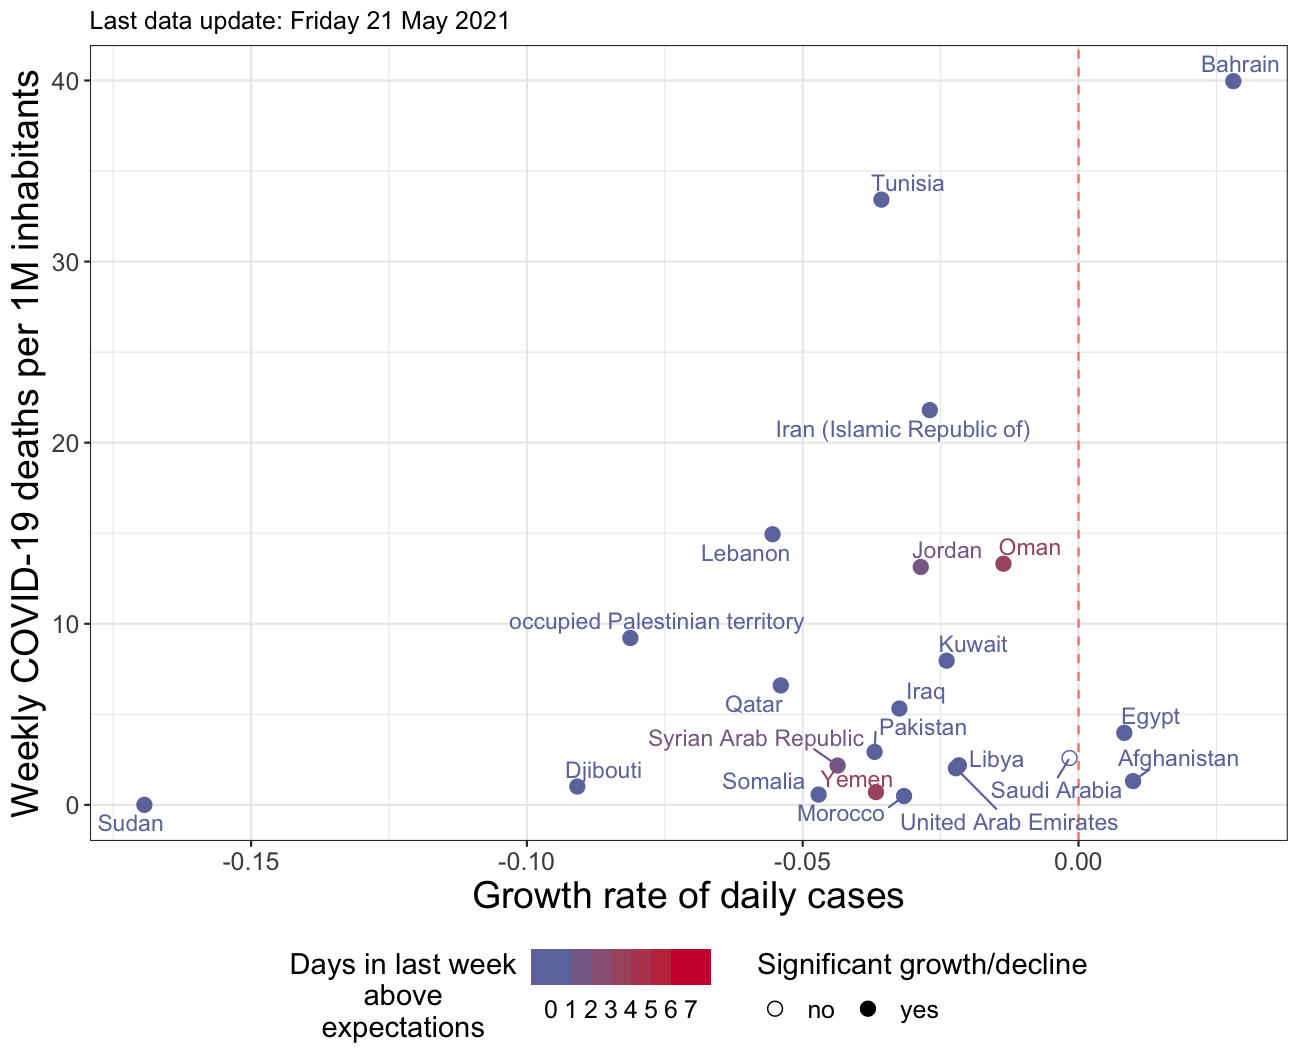 Last data update: Friday 21 May 2021
Weekly COVID-19 deaths per 1M inhabitants
40
30
20
10
0
Bahrain
Tunisia
Iran (Islamic Republic of)
Lebanon
Jordan
Oman
occupied Palestinian territory
Kuwait
Qatar
Iraq
Egypt
Pakistan
Syrian Arab Republic
Afghanistan
Libya
Djibouti
Yemen
Somalia
Saudi Arabia
Morocco
United Arab Emirates
Sudan
-0.15 -0.10 -0.05 0.00
Growth rate of daily cases
Days in last week
above
expectations
0 1 2 3 4 5 6 7
Significant growth/decline
no yes